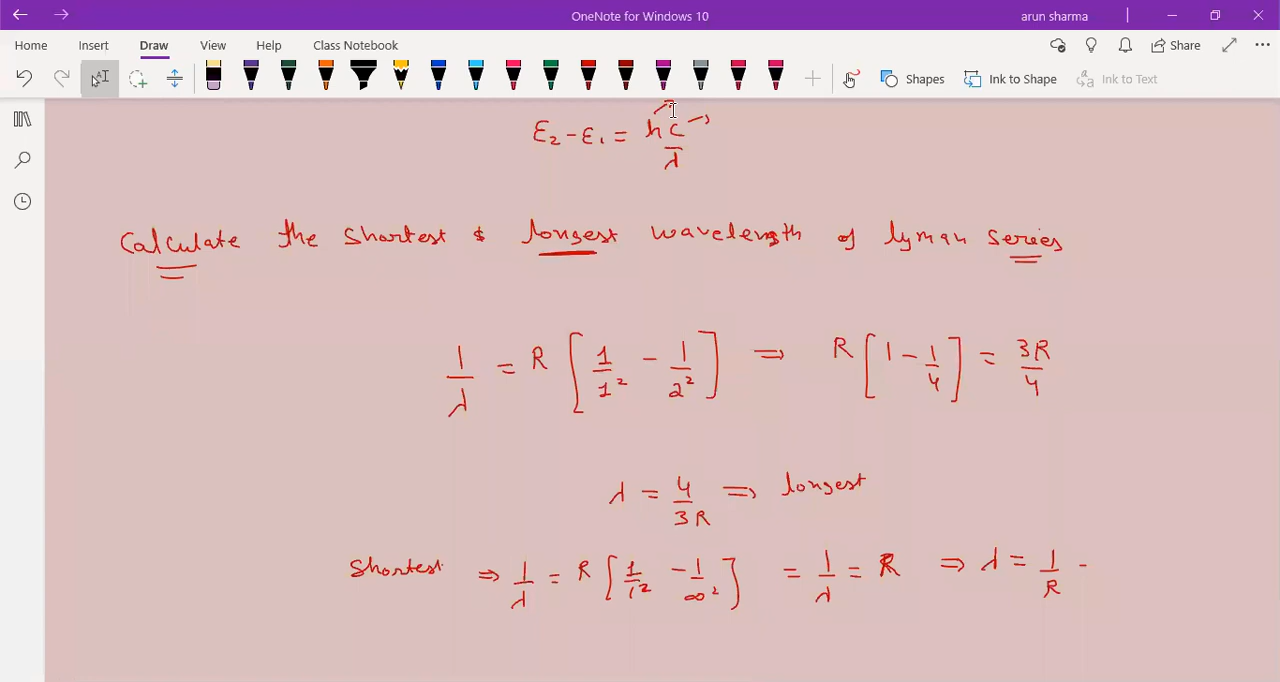 OneNote for Windows 10
arun sharma
Home Insert Draw View Help Class Notebook Share
Shapes Ink to Shape Ink to Text
E₂ - E₁ = hc/λ
Calculate the shortest & longest wavelength of lyman series
1/λ = R [1/1² - 1/2²] ⇒ R [1 - 1/4] = 3R/4
λ = 4/3R ⇒ longest
Shortest ⇒ 1/λ = R [1/1² - 1/∞²] = 1/λ = R ⇒ λ = 1/R -